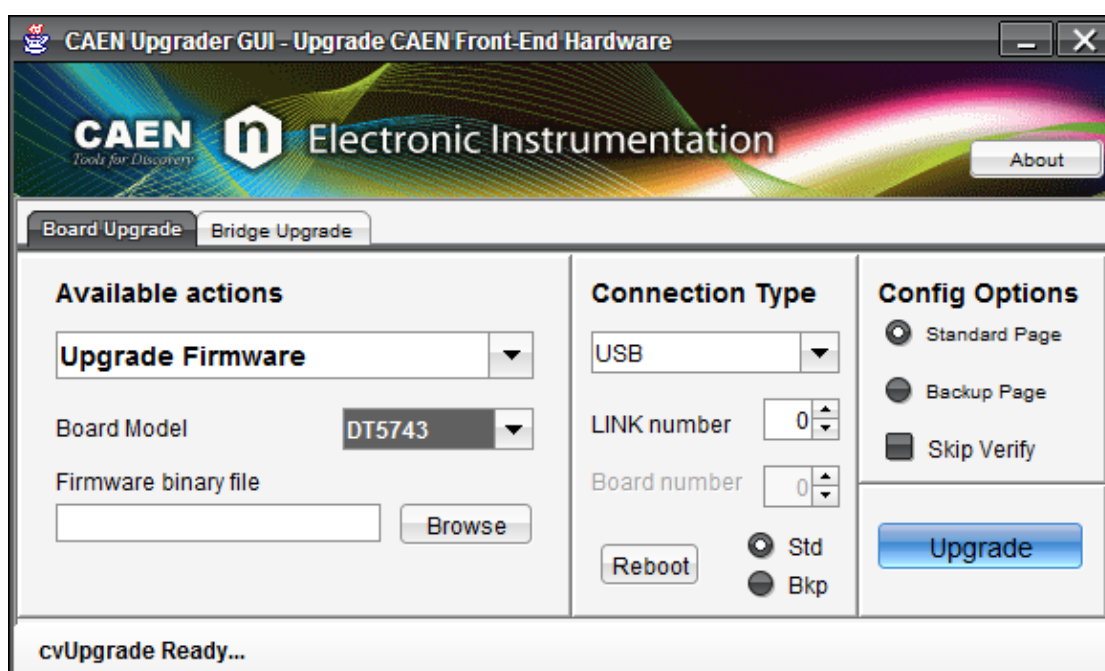 CAEN Upgrader GUI - Upgrade CAEN Front-End Hardware
CAEN
Tools for Discovery
n
Electronic Instrumentation
About
Board Upgrade
Bridge Upgrade
Available actions
Upgrade Firmware
Board Model
DT5743
Firmware binary file
Browse
Connection Type
USB
LINK number
0
Board number
0
Reboot
Std
Bkp
Config Options
Standard Page
Backup Page
Skip Verify
Upgrade
cvUpgrade Ready...